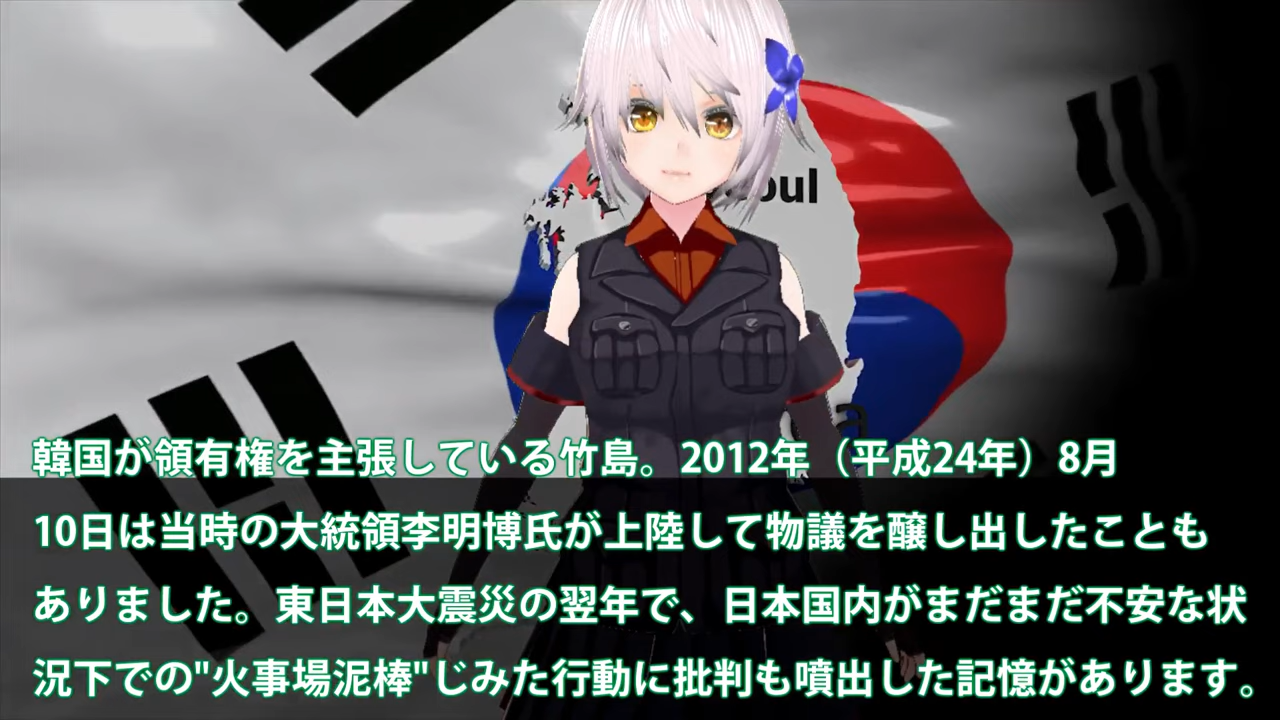 oul
a
韓国が領有権を主張している竹島。2012年（平成24年）8月
10日は当時の大統領李明博氏が上陸して物議を醸し出したことも
ありました。東日本大震災の翌年で、日本国内がまだまだ不安な状
況下での"火事場泥棒"じみた行動に批判も噴出した記憶があります。